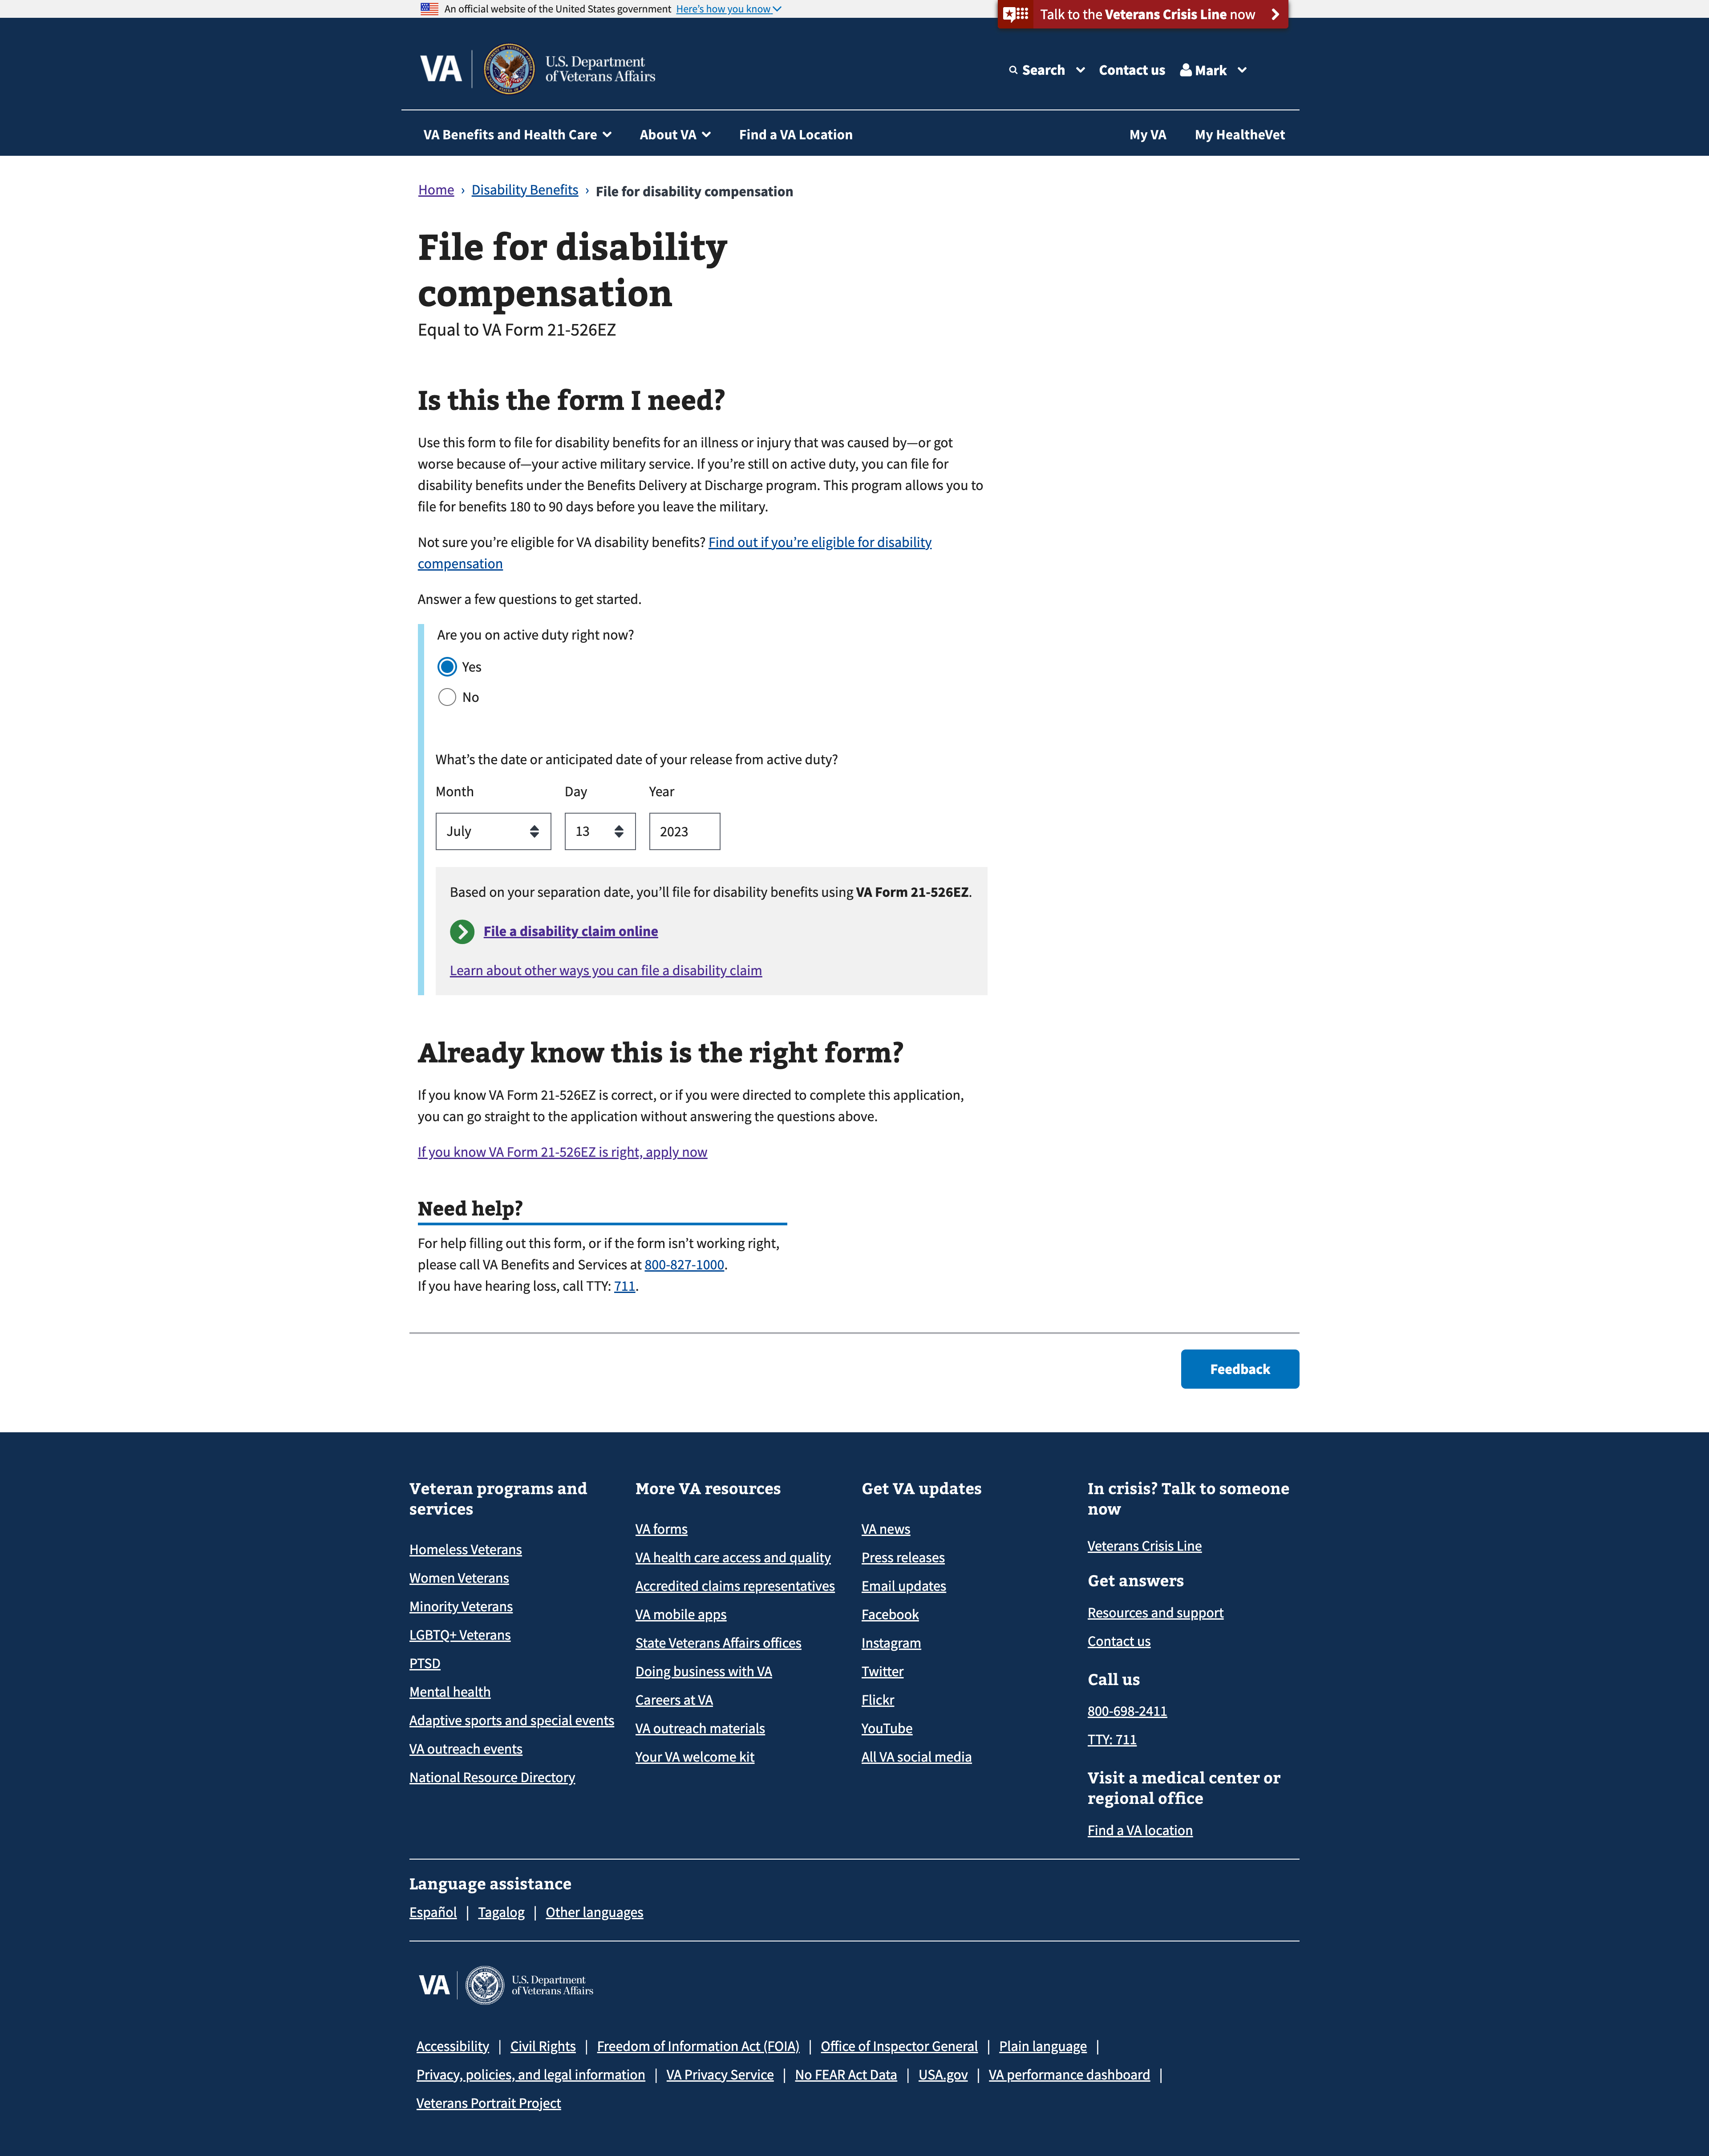 An official website of the United States government Here's how you know
Talk to the Veterans Crisis Line now
VA
U.S. Department
of Veterans Affairs
Search
Contact us
Mark
VA Benefits and Health Care
About VA
Find a VA Location
My VA
My HealtheVet
Home › Disability Benefits › File for disability compensation
File for disability
compensation
Equal to VA Form 21-526EZ
Is this the form I need?
Use this form to file for disability benefits for an illness or injury that was caused by—or got
worse because of—your active military service. If you’re still on active duty, you can file for
disability benefits under the Benefits Delivery at Discharge program. This program allows you to
file for benefits 180 to 90 days before you leave the military.
Not sure you’re eligible for VA disability benefits? Find out if you’re eligible for disability
compensation
Answer a few questions to get started.
Are you on active duty right now?
Yes
No
What’s the date or anticipated date of your release from active duty?
Month Day Year
July 13 2023
Based on your separation date, you’ll file for disability benefits using VA Form 21-526EZ.
File a disability claim online
Learn about other ways you can file a disability claim
Already know this is the right form?
If you know VA Form 21-526EZ is correct, or if you were directed to complete this application,
you can go straight to the application without answering the questions above.
If you know VA Form 21-526EZ is right, apply now
Need help?
For help filling out this form, or if the form isn’t working right,
please call VA Benefits and Services at 800-827-1000.
If you have hearing loss, call TTY: 711.
Feedback
Veteran programs and
services
Homeless Veterans
Women Veterans
Minority Veterans
LGBTQ+ Veterans
PTSD
Mental health
Adaptive sports and special events
VA outreach events
National Resource Directory
More VA resources
VA forms
VA health care access and quality
Accredited claims representatives
VA mobile apps
State Veterans Affairs offices
Doing business with VA
Careers at VA
VA outreach materials
Your VA welcome kit
Get VA updates
VA news
Press releases
Email updates
Facebook
Instagram
Twitter
Flickr
YouTube
All VA social media
In crisis? Talk to someone
now
Veterans Crisis Line
Get answers
Resources and support
Contact us
Call us
800-698-2411
TTY: 711
Visit a medical center or
regional office
Find a VA location
Language assistance
Español | Tagalog | Other languages
VA
U.S. Department
of Veterans Affairs
Accessibility | Civil Rights | Freedom of Information Act (FOIA) | Office of Inspector General | Plain language |
Privacy, policies, and legal information | VA Privacy Service | No FEAR Act Data | USA.gov | VA performance dashboard |
Veterans Portrait Project